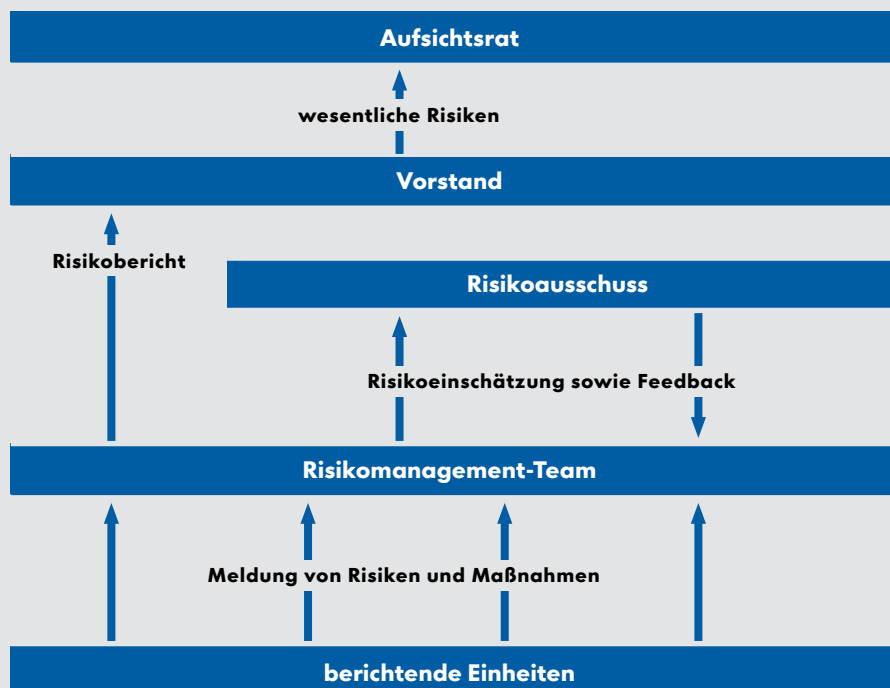 Aufsichtsrat
wesentliche Risiken
Vorstand
Risikobericht
Risikoausschuss
Risikoeinschätzung sowie Feedback
Risikomanagement-Team
Meldung von Risiken und Maßnahmen
berichtende Einheiten